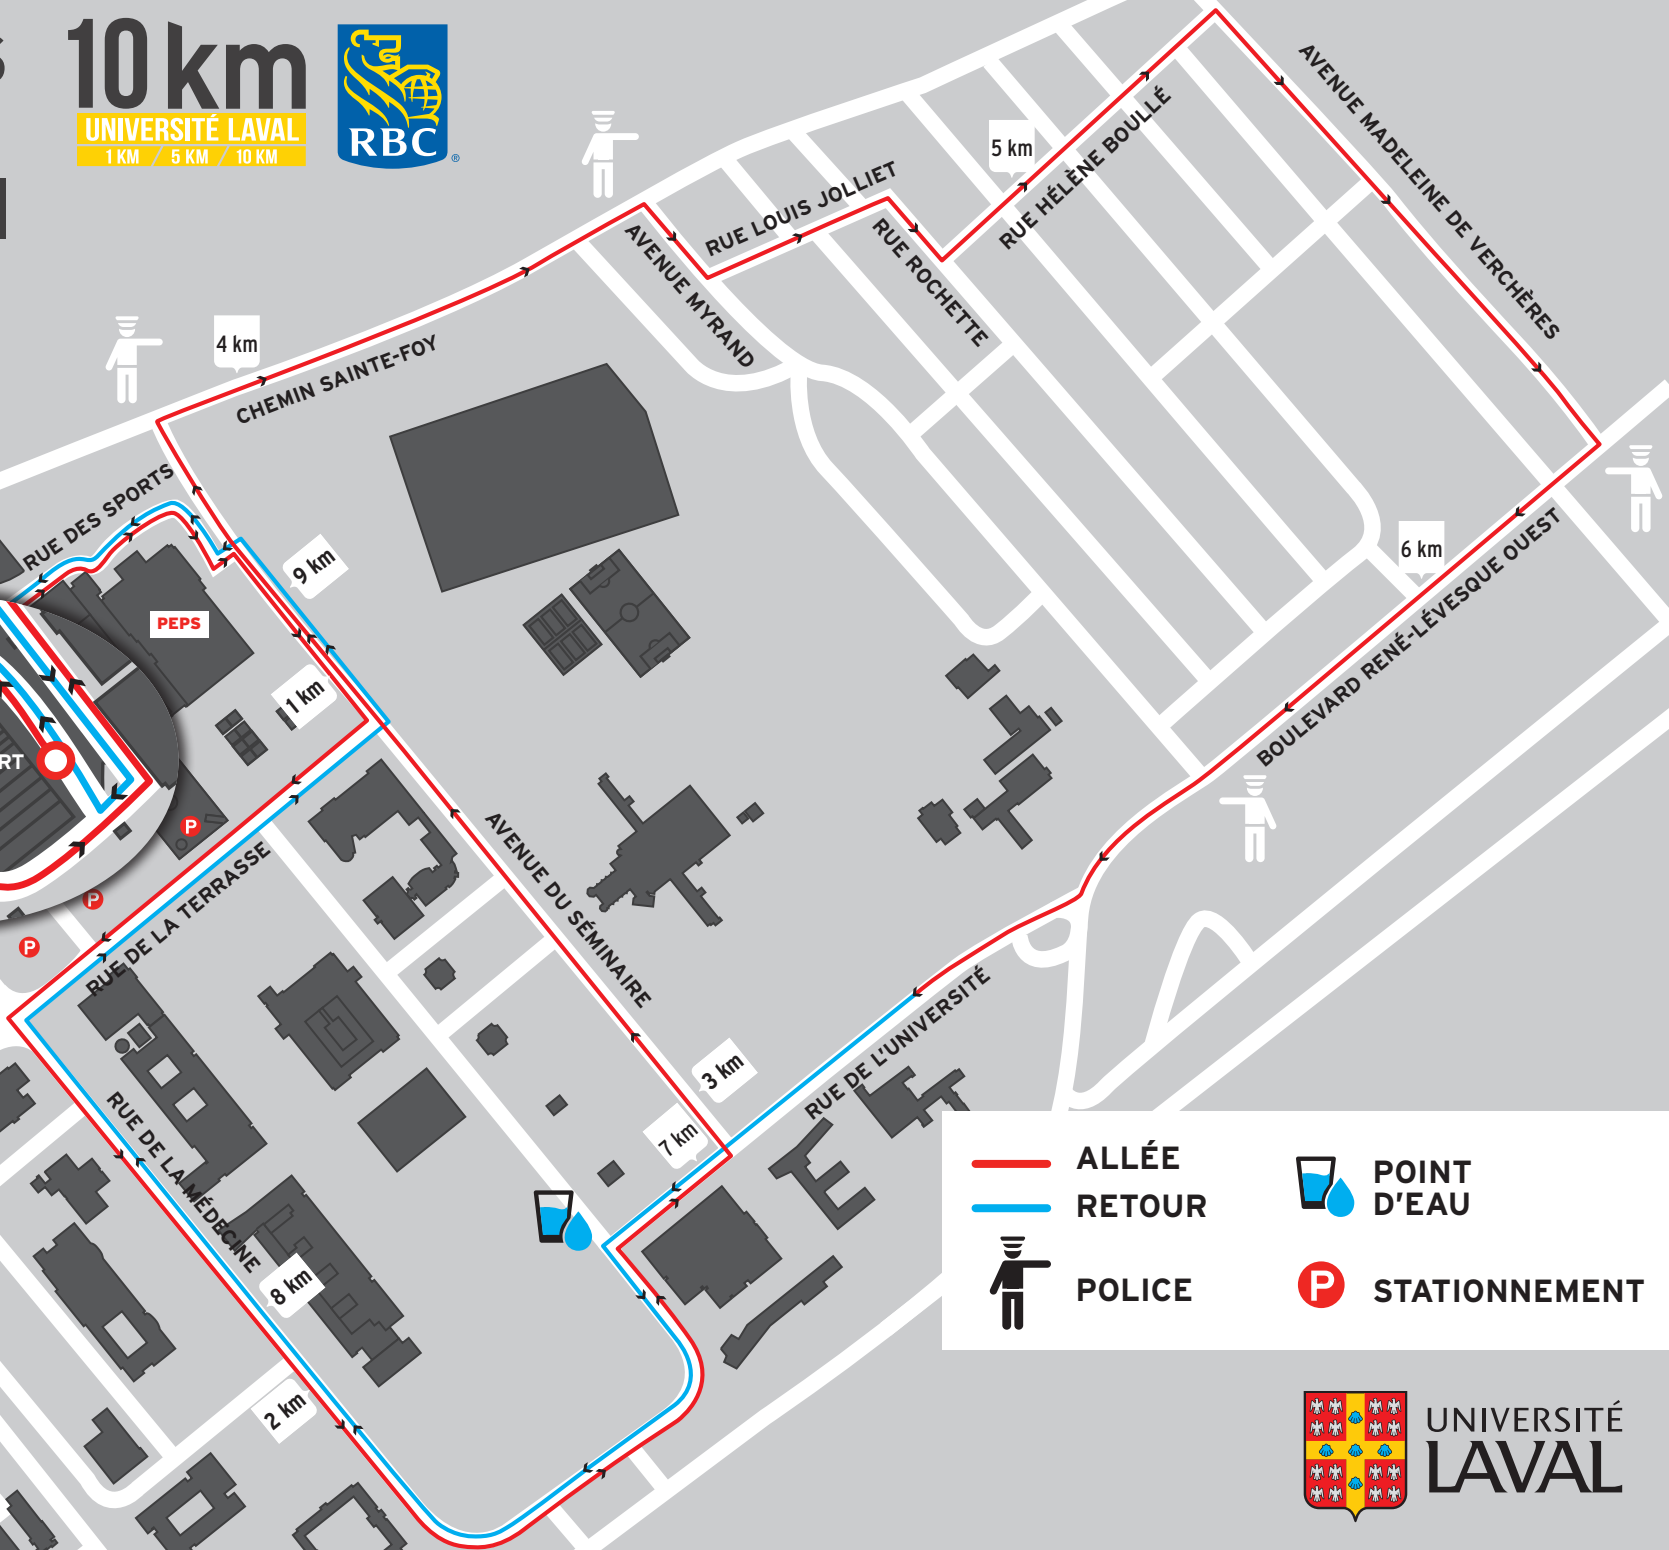 10 km
UNIVERSITÉ LAVAL
1 KM / 5 KM / 10 KM
RBC
®
AVENUE MADELEINE DE VERCHÈRES
5 km
RUE HÉLÈNE BOULLÉ
RUE LOUIS JOLLIET
RUE ROCHETTE
AVENUE MYRAND
4 km
CHEMIN SAINTE-FOY
RUE DES SPORTS
9 km
6 km
BOULEVARD RENÉ-LÉVESQUE OUEST
PEPS
1 km
RT
P
P
P
RUE DE LA TERRASSE
AVENUE DU SÉMINAIRE
RUE DE L'UNIVERSITÉ
3 km
7 km
RUE DE LA MÉDECINE
8 km
2 km
ALLÉE
RETOUR
POLICE
POINT
D'EAU
P
STATIONNEMENT
UNIVERSITÉ
LAVAL